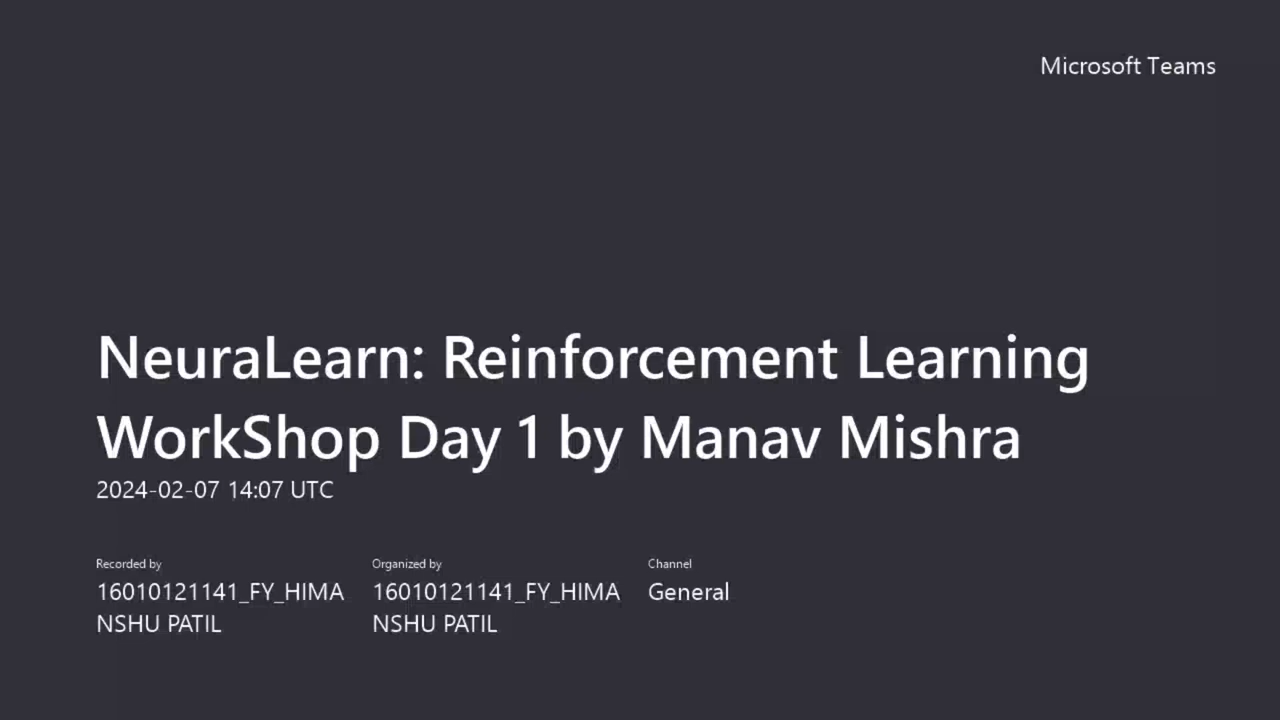 Microsoft Teams
NeuraLearn: Reinforcement Learning
WorkShop Day 1 by Manav Mishra
2024-02-07 14:07 UTC
Recorded by
16010121141_FY_HIMA
NSHU PATIL
Organized by
16010121141_FY_HIMA
NSHU PATIL
Channel
General